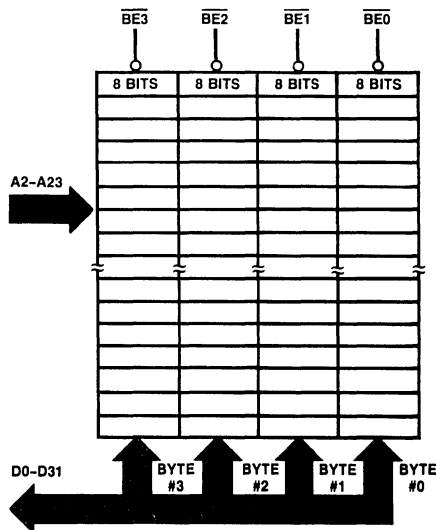 BE3 BE2 BE1 BE0
8 BITS 8 BITS 8 BITS 8 BITS
A2–A23
D0–D31
BYTE #3
BYTE #2
BYTE #1
BYTE #0